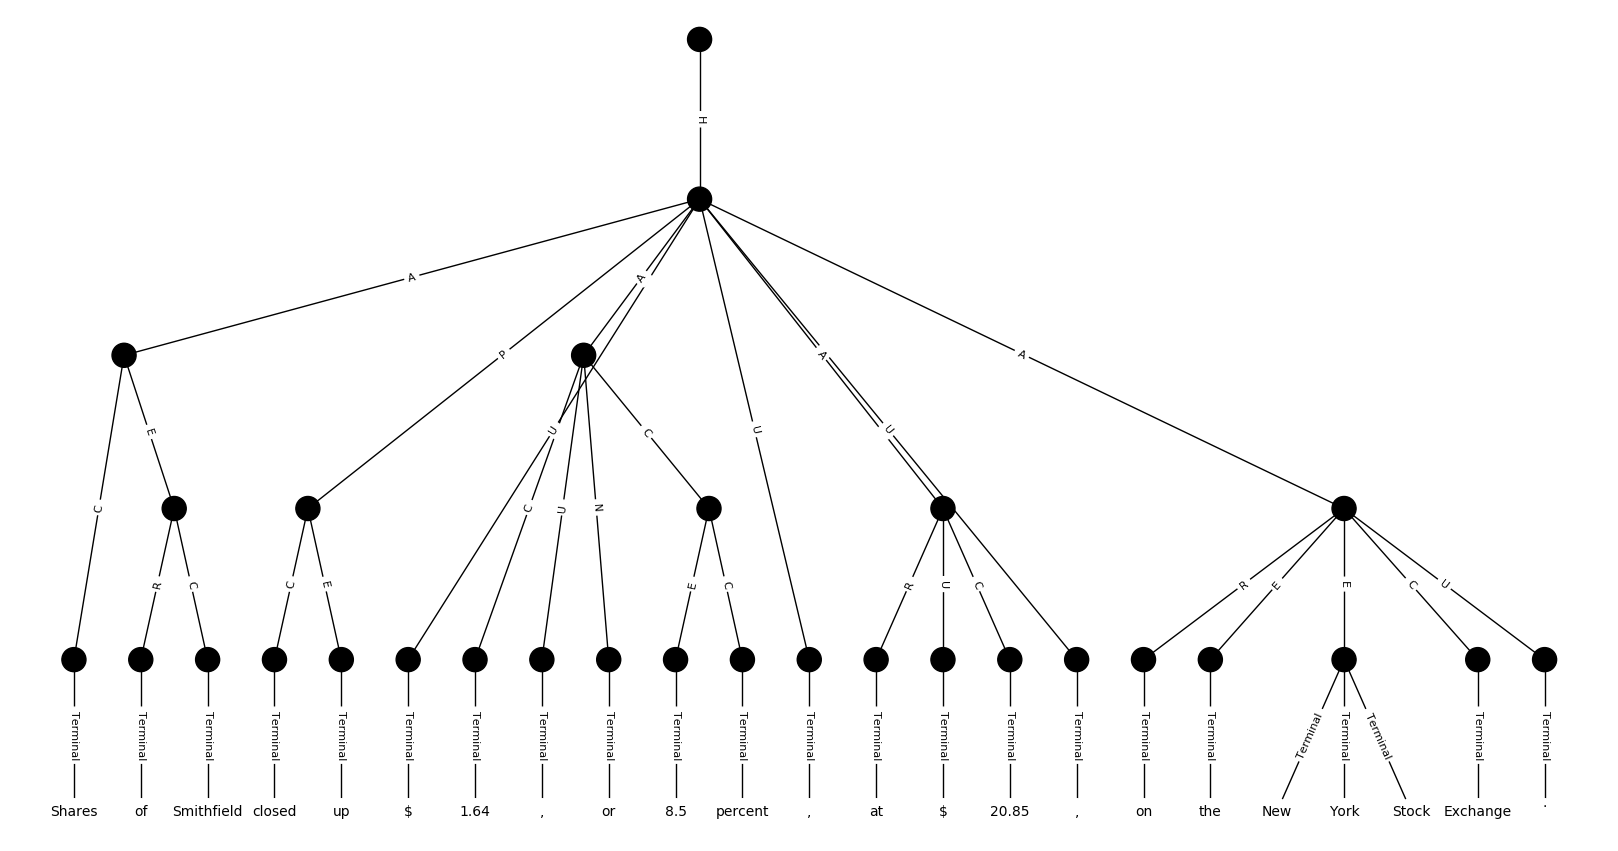 H
A
A
P
A
A
E
U
C
U
U
C
C
U
N
R
C
C
E
E
C
R
U
C
R
E
E
C
U
Terminal Terminal Terminal Terminal Terminal Terminal Terminal Terminal Terminal Terminal Terminal Terminal Terminal Terminal Terminal Terminal Terminal Terminal Terminal Terminal Terminal Terminal Terminal
Shares of Smithfield closed up $ 1.64 , or 8.5 percent , at $ 20.85 , on the New York Stock Exchange .